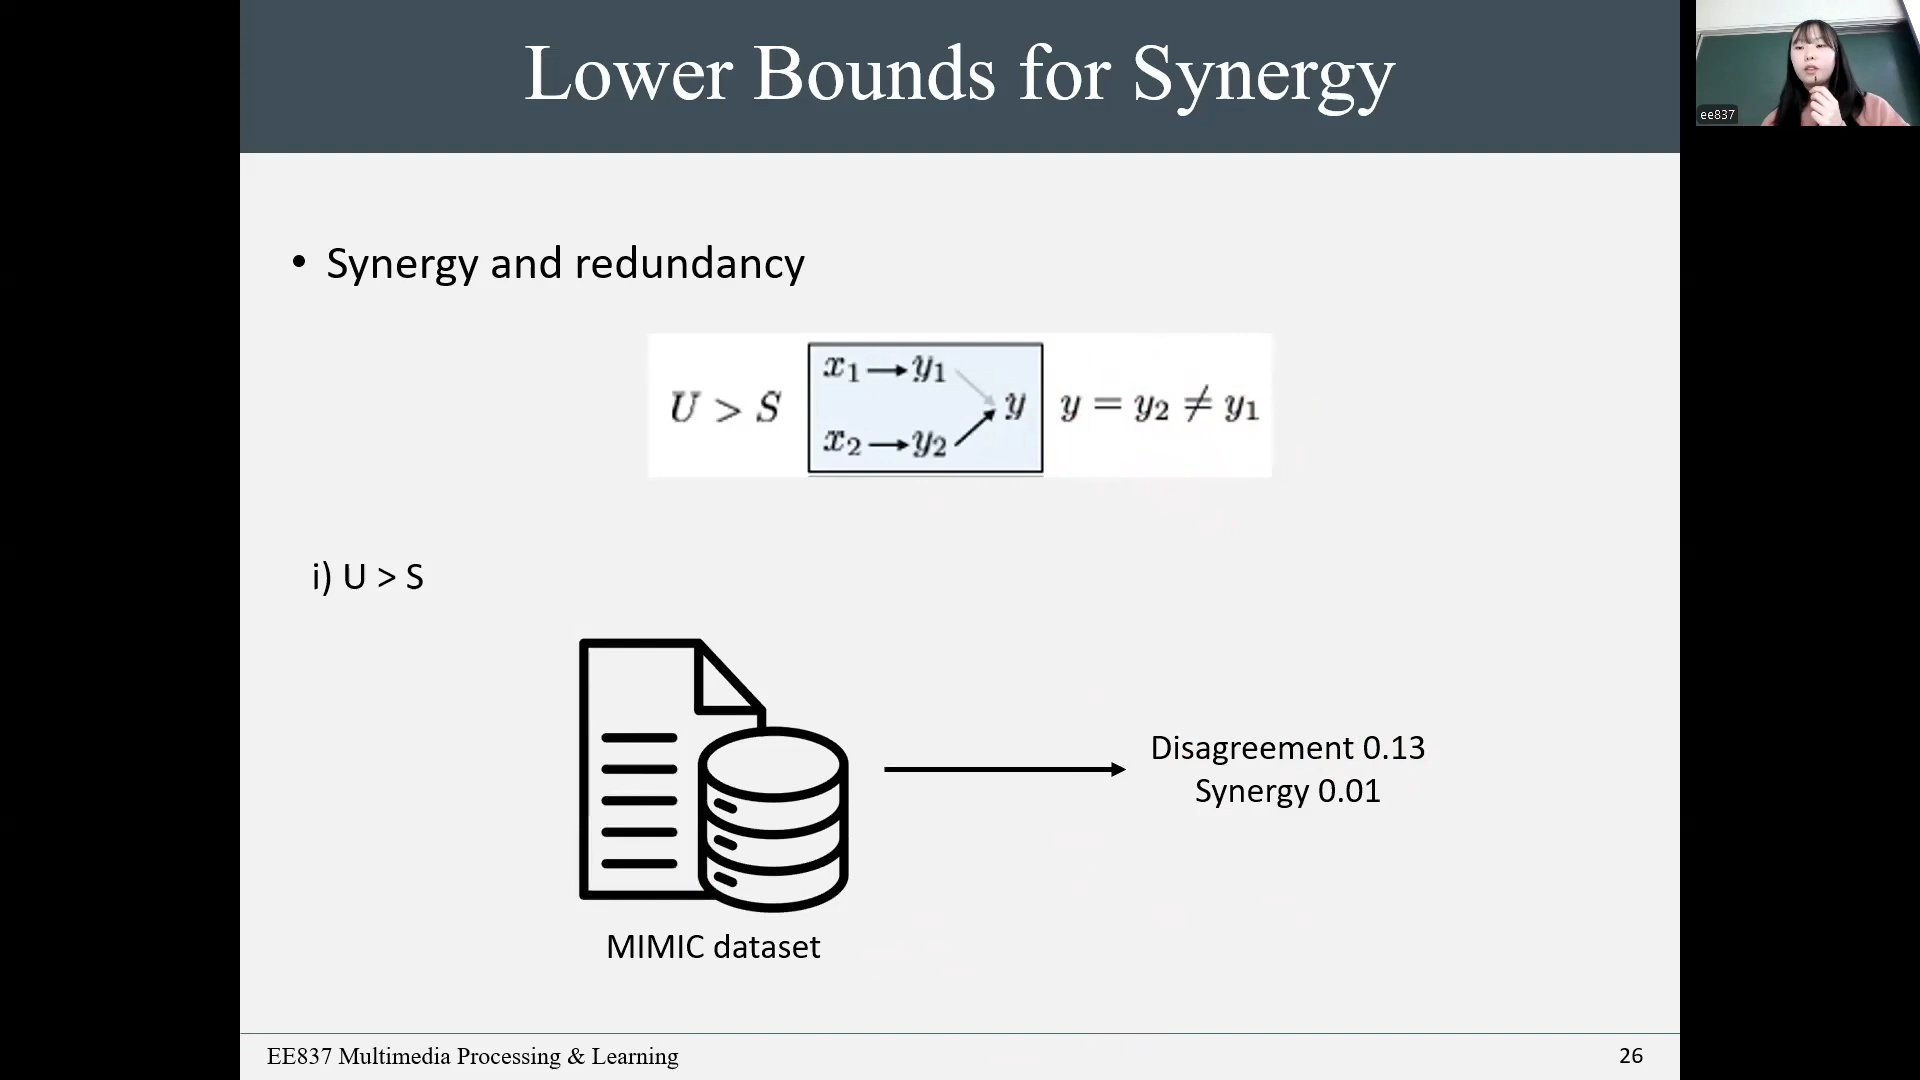 Lower Bounds for Synergy
ee837
• Synergy and redundancy
U > S
x₁ → y₁
x₂ → y₂
y
y = y₂ ≠ y₁
i) U > S
Disagreement 0.13
Synergy 0.01
MIMIC dataset
EE837 Multimedia Processing & Learning
26